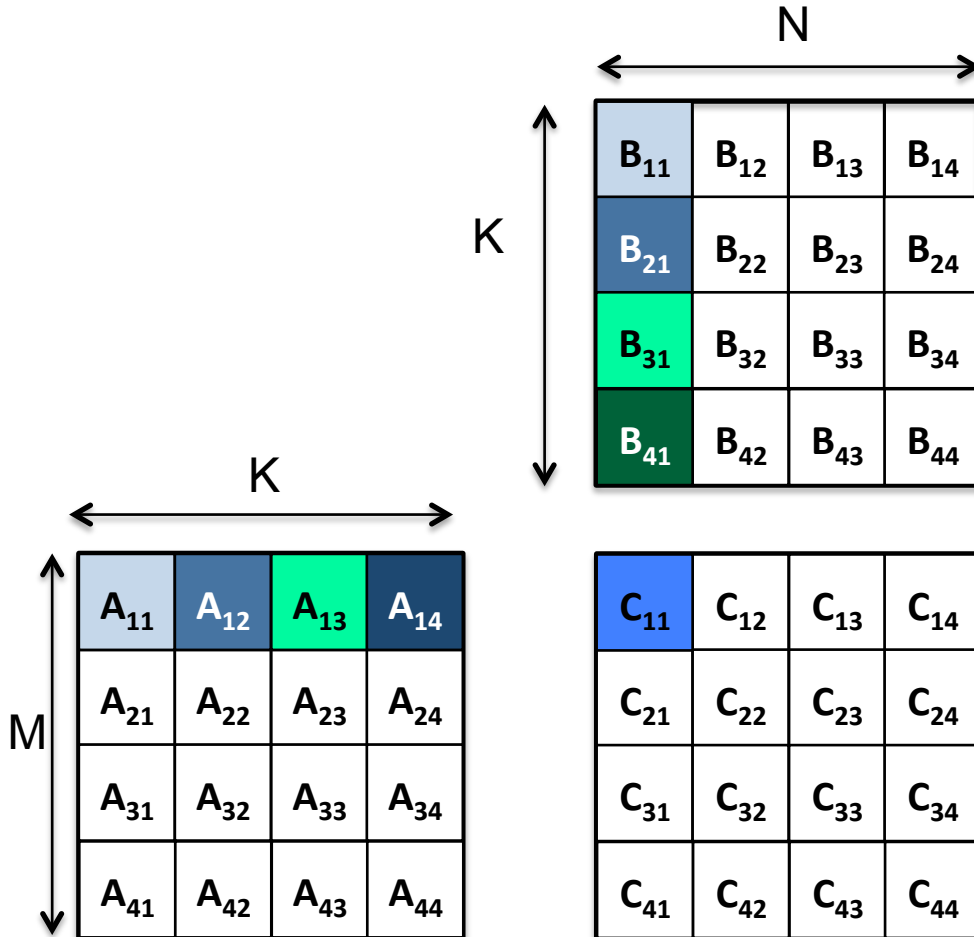 N
K
B11 B12 B13 B14
B21 B22 B23 B24
B31 B32 B33 B34
B41 B42 B43 B44
K
M
A11 A12 A13 A14
A21 A22 A23 A24
A31 A32 A33 A34
A41 A42 A43 A44
C11 C12 C13 C14
C21 C22 C23 C24
C31 C32 C33 C34
C41 C42 C43 C44